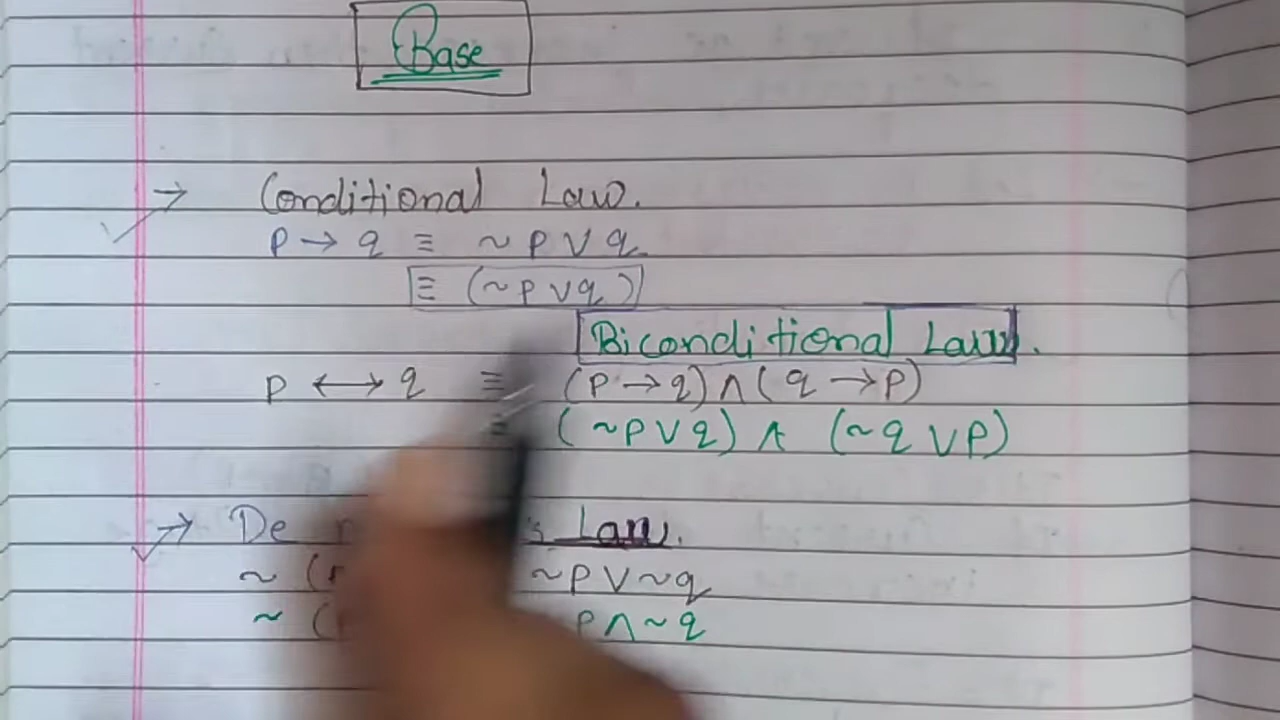 Base
→ Conditional Law.
p → q ≡ ~ p ∨ q
≡ (~ p ∨ q)
Biconditional Law.
p ↔ q ≡ (p → q) ∧ (q → p)
≡ (~p ∨ q) ∧ (~q ∨ p)
→ De Law.
~ ( ~p ∨ ~q
~ ( p ∧ ~ q